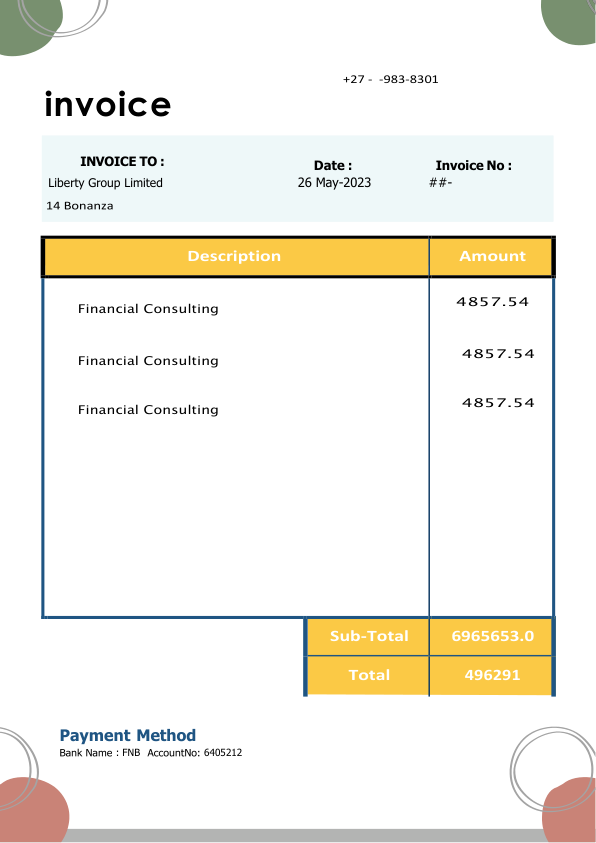 +27 -  -983-8301
invoice
INVOICE TO :
Date :
Invoice No :
Liberty Group Limited
26 May-2023
##-
14 Bonanza
Description
Amount
Financial Consulting
4857.54
Financial Consulting
4857.54
Financial Consulting
4857.54
Sub-Total
6965653.0
Total
496291
Payment Method
Bank Name : FNB  AccountNo: 6405212